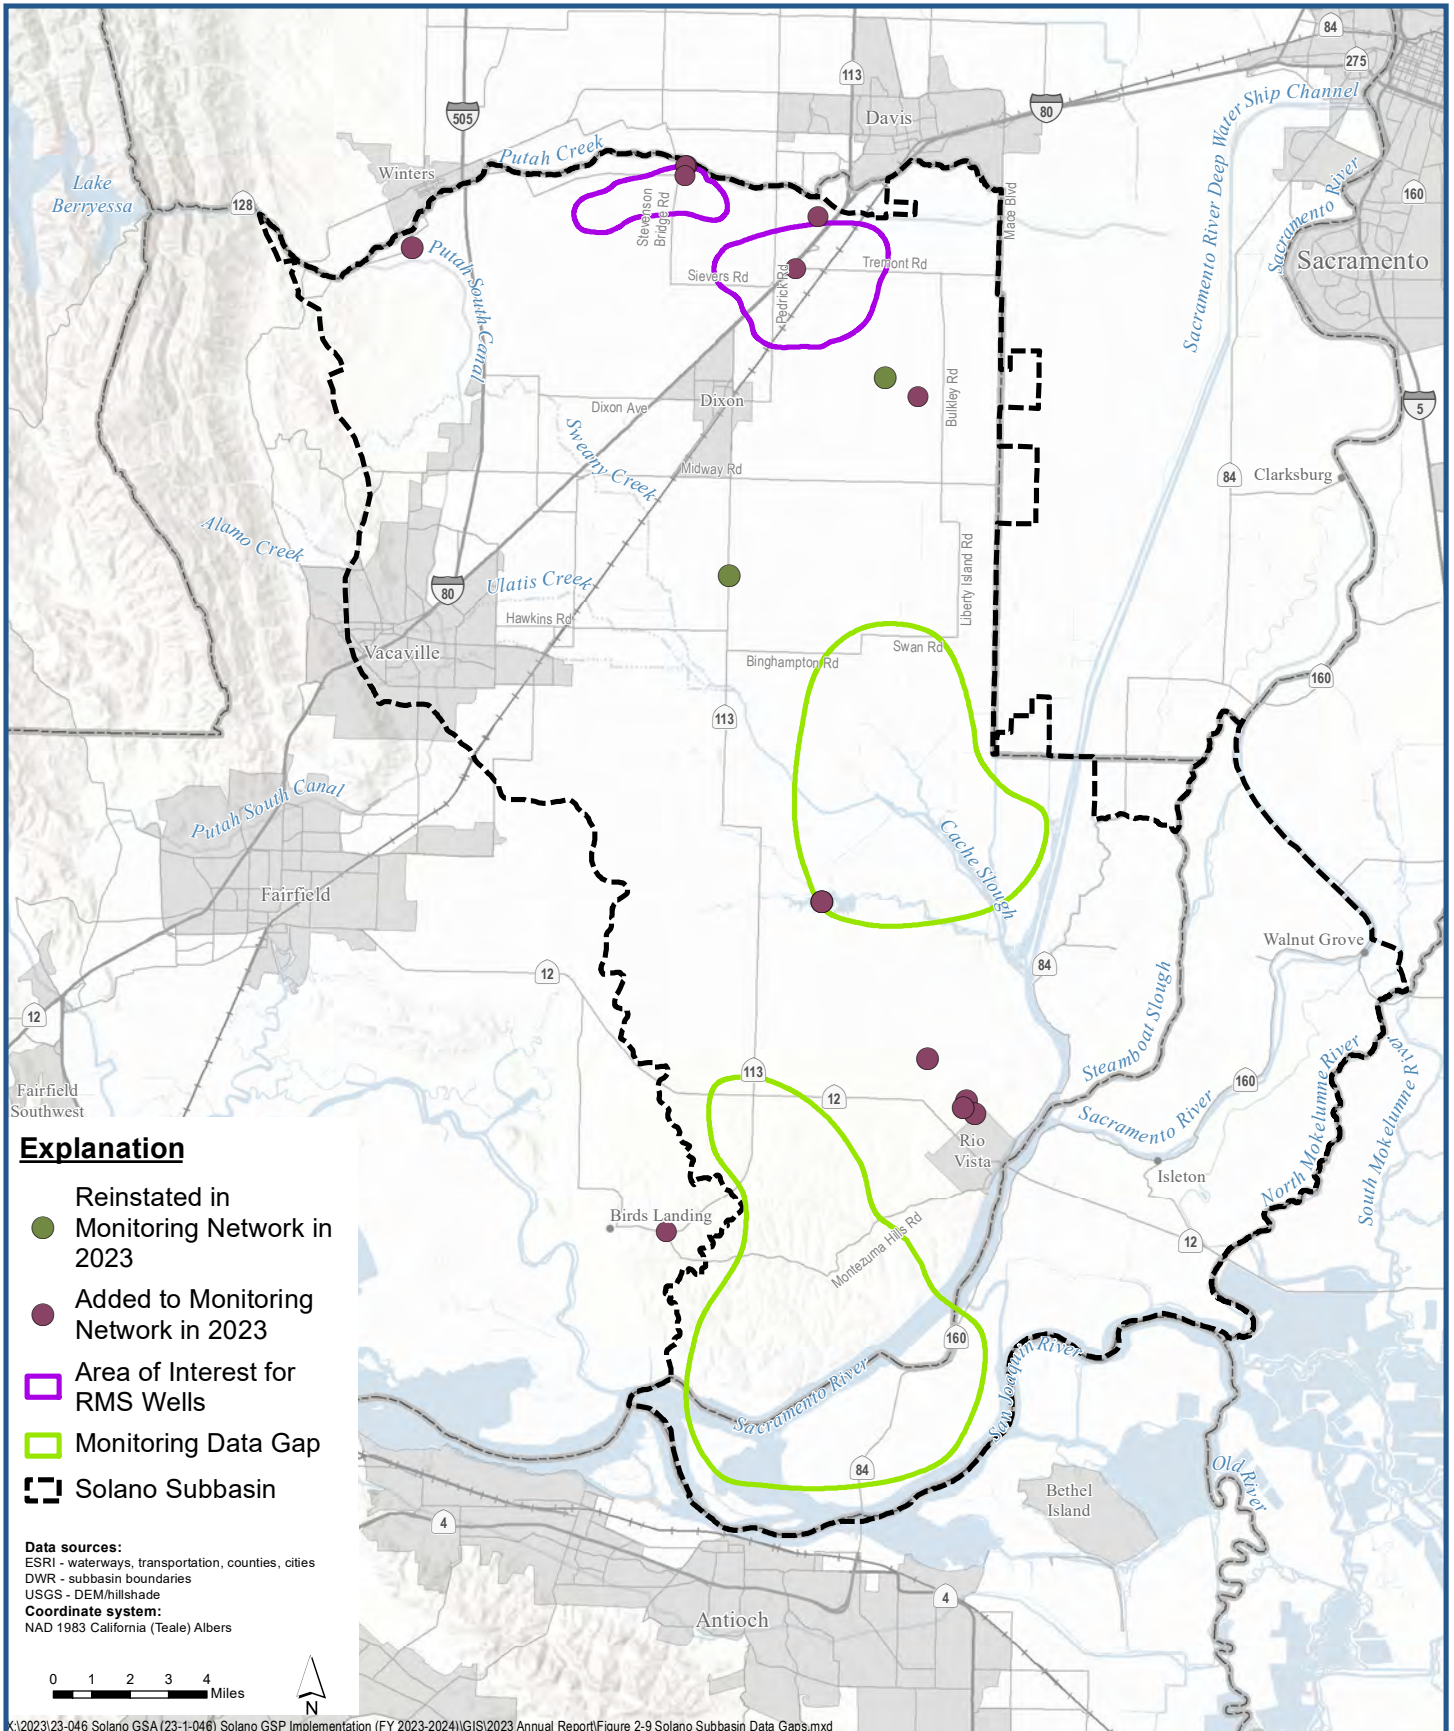 84
275
113
Davis
80
505
Putah Creek
Winters
Lake
Berryessa
128
Stevenson
Bridge Rd
Mace Blvd
Sacramento River Deep Water Ship Channel
Sacramento River
160
Sacramento
Putah South Canal
Sievers Rd
Pedrick Rd
Tremont Rd
Dixon Ave
Dixon
Bulkley Rd
5
Sweany Creek
Midway Rd
84
Clarksburg
Alamo Creek
Ulatis Creek
80
Hawkins Rd
Liberty Island Rd
Vacaville
Binghampton Rd
Swan Rd
160
113
Putah South Canal
Cache Slough
Fairfield
Walnut Grove
12
84
12
Steamboat Slough
Fairfield
Southwest
113
12
160
Sacramento River
North Mokelumne River
South Mokelumne River
Rio
Vista
Isleton
Birds Landing
Montezuma Hills Rd
12
160
Sacramento River
San Joaquin River
84
Bethel
Island
Old River
4
4
Antioch
Explanation
Reinstated in
Monitoring Network in
2023
Added to Monitoring
Network in 2023
Area of Interest for
RMS Wells
Monitoring Data Gap
Solano Subbasin
Data sources:
ESRI - waterways, transportation, counties, cities
DWR - subbasin boundaries
USGS - DEM/hillshade
Coordinate system:
NAD 1983 California (Teale) Albers
0 1 2 3 4
Miles
N
X:\2023\23-046 Solano GSA (23-1-046) Solano GSP Implementation (FY 2023-2024)\GIS\2023 Annual Report\Figure 2-9 Solano Subbasin Data Gaps.mxd